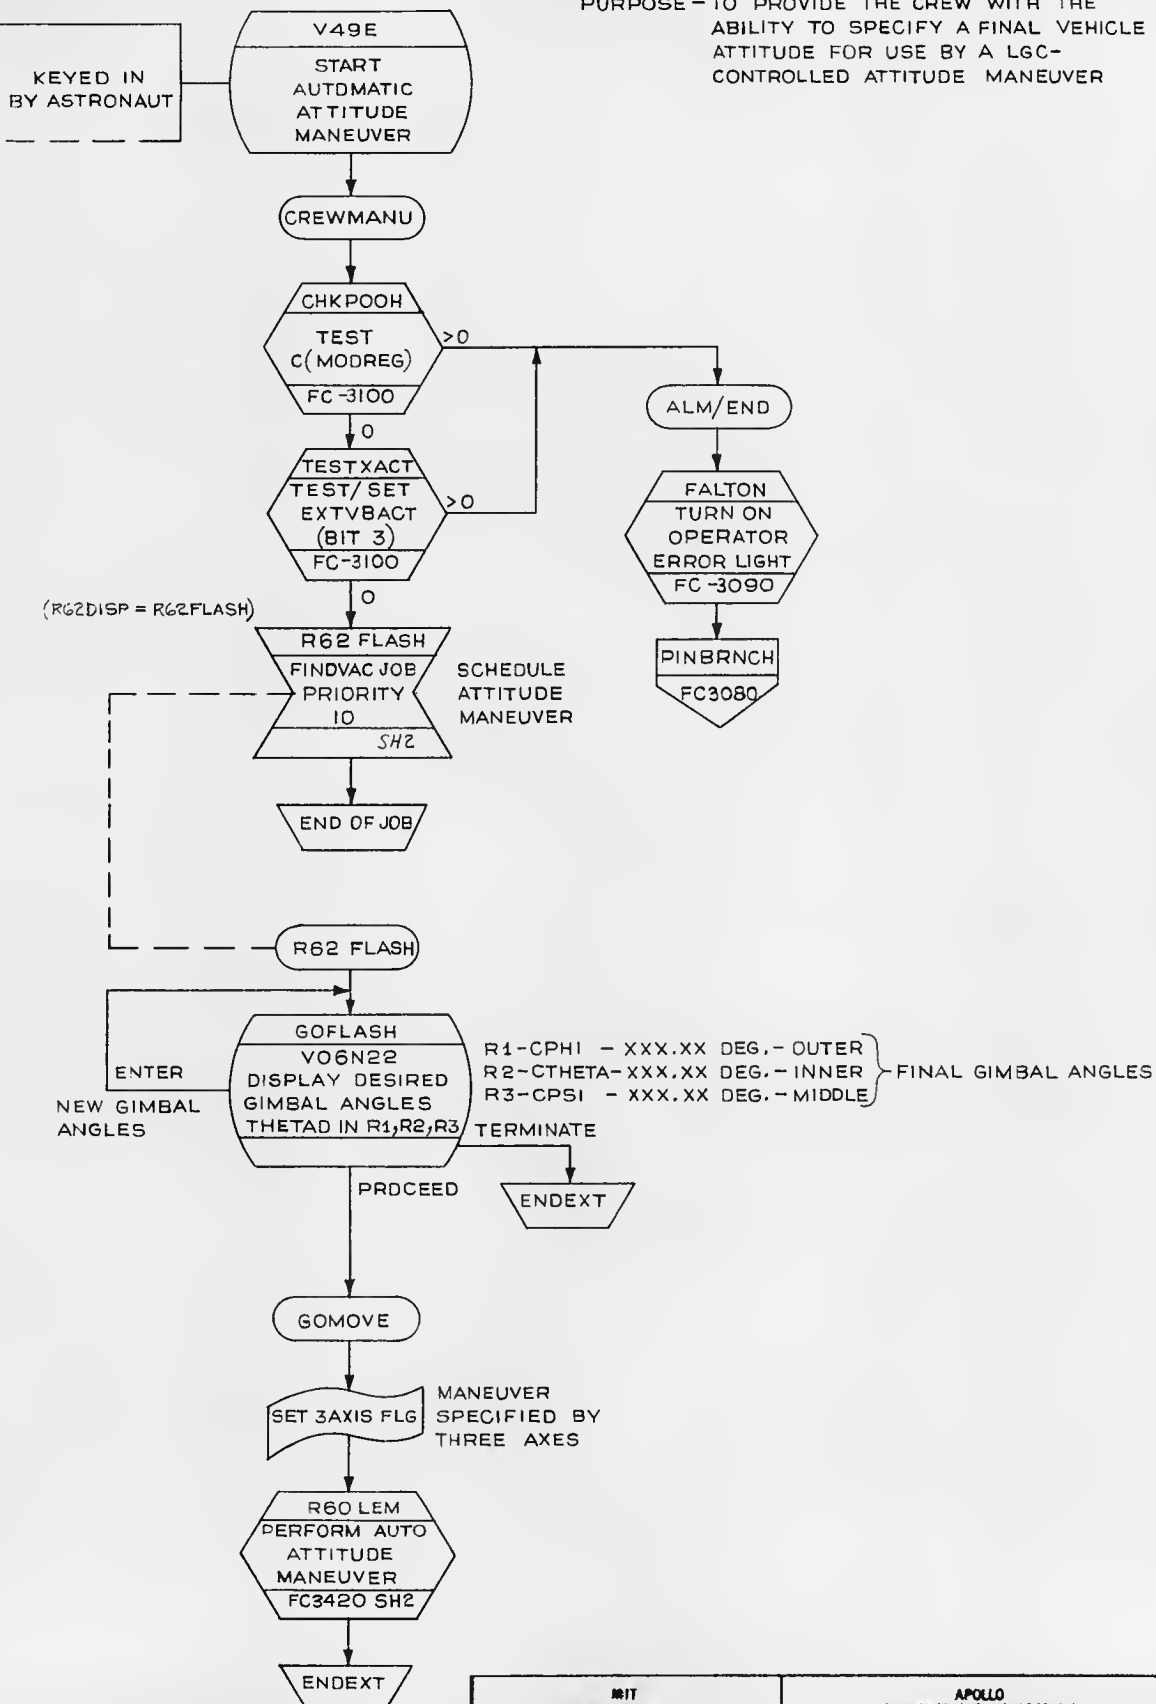 PURPOSE - TO PROVIDE THE CREW WITH THE
ABILITY TO SPECIFY A FINAL VEHICLE
ATTITUDE FOR USE BY A LGC-
CONTROLLED ATTITUDE MANEUVER
KEYED IN
BY ASTRONAUT
V49E
START
AUTOMATIC
ATTITUDE
MANEUVER
CREWMANU
CHKPOOH
TEST
C(MODREG)
FC-3100
>0
0
TESTXACT
TEST/SET
EXTVBACT
(BIT 3)
FC-3100
>0
0
ALM/END
FALTON
TURN ON
OPERATOR
ERROR LIGHT
FC-3090
PINBRNCH
FC3080
(R62DISP = R62FLASH)
R62 FLASH
FINDVAC JOB
PRIORITY
10
SH2
SCHEDULE
ATTITUDE
MANEUVER
END OF JOB
R62 FLASH
GOFLASH
V06N22
DISPLAY DESIRED
GIMBAL ANGLES
THETAD IN R1,R2,R3
ENTER
NEW GIMBAL
ANGLES
R1-CPHI - XXX.XX DEG.-OUTER
R2-CTHETA-XXX.XX DEG.-INNER
R3-CPSI - XXX.XX DEG.-MIDDLE
FINAL GIMBAL ANGLES
TERMINATE
ENDEXT
PROCEED
GOMOVE
SET 3AXIS FLG
MANEUVER
SPECIFIED BY
THREE AXES
R60 LEM
PERFORM AUTO
ATTITUDE
MANEUVER
FC3420 SH2
ENDEXT
MIT
APOLLO